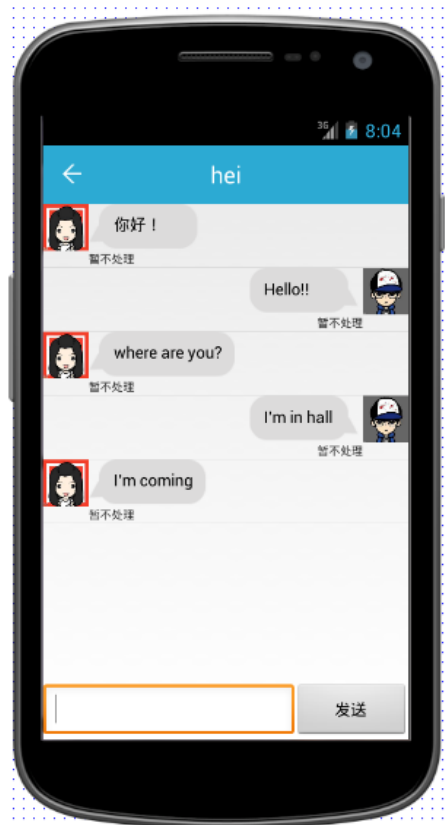 3G 8:04
hei
你好！
暂不处理
Hello!!
暂不处理
where are you?
暂不处理
I'm in hall
暂不处理
I'm coming
暂不处理
发送